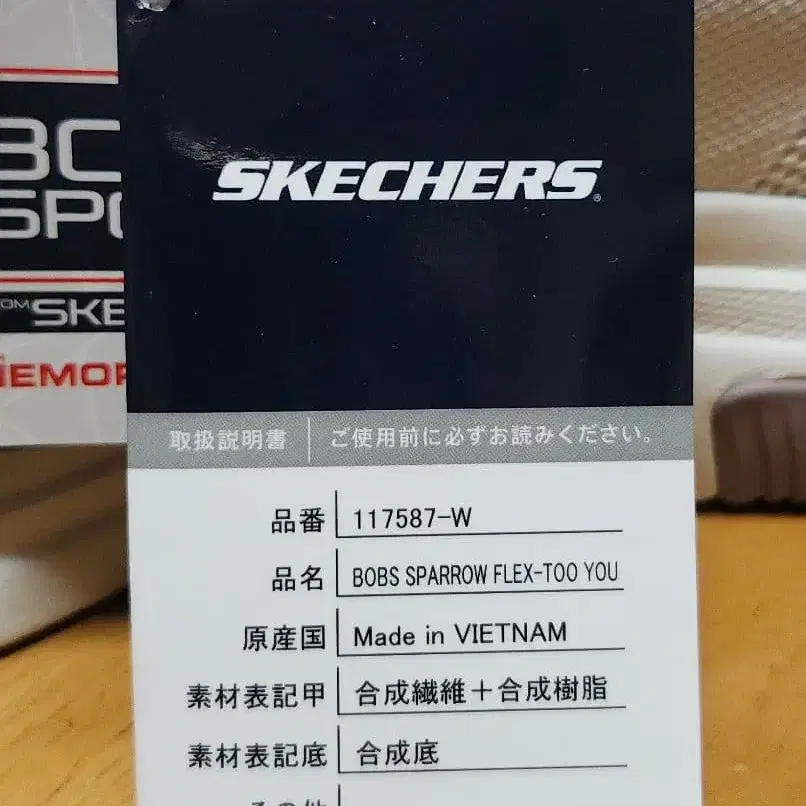 SKECHERS
取扱説明書 ご使用前に必ずお読みください。
品番 117587-W
品名 BOBS SPARROW FLEX-TOO YOU
原産国 Made in VIETNAM
素材表記甲 合成繊維＋合成樹脂
素材表記底 合成底